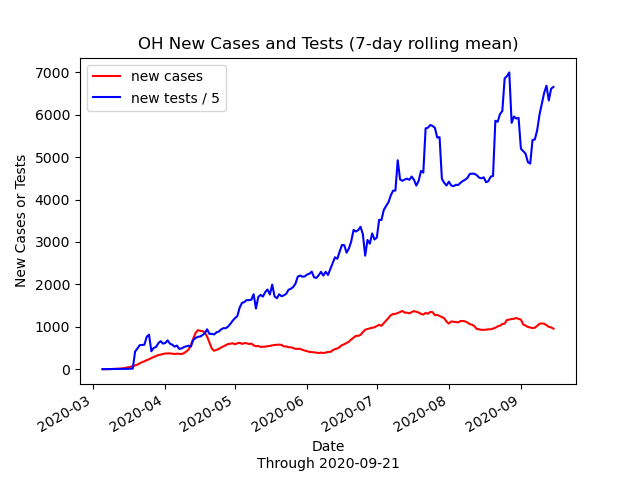 OH New Cases and Tests (7-day rolling mean)
new cases
new tests / 5
New Cases or Tests
7000
6000
5000
4000
3000
2000
1000
0
2020-03
2020-04
2020-05
2020-06
2020-07
2020-08
2020-09
Date
Through 2020-09-21